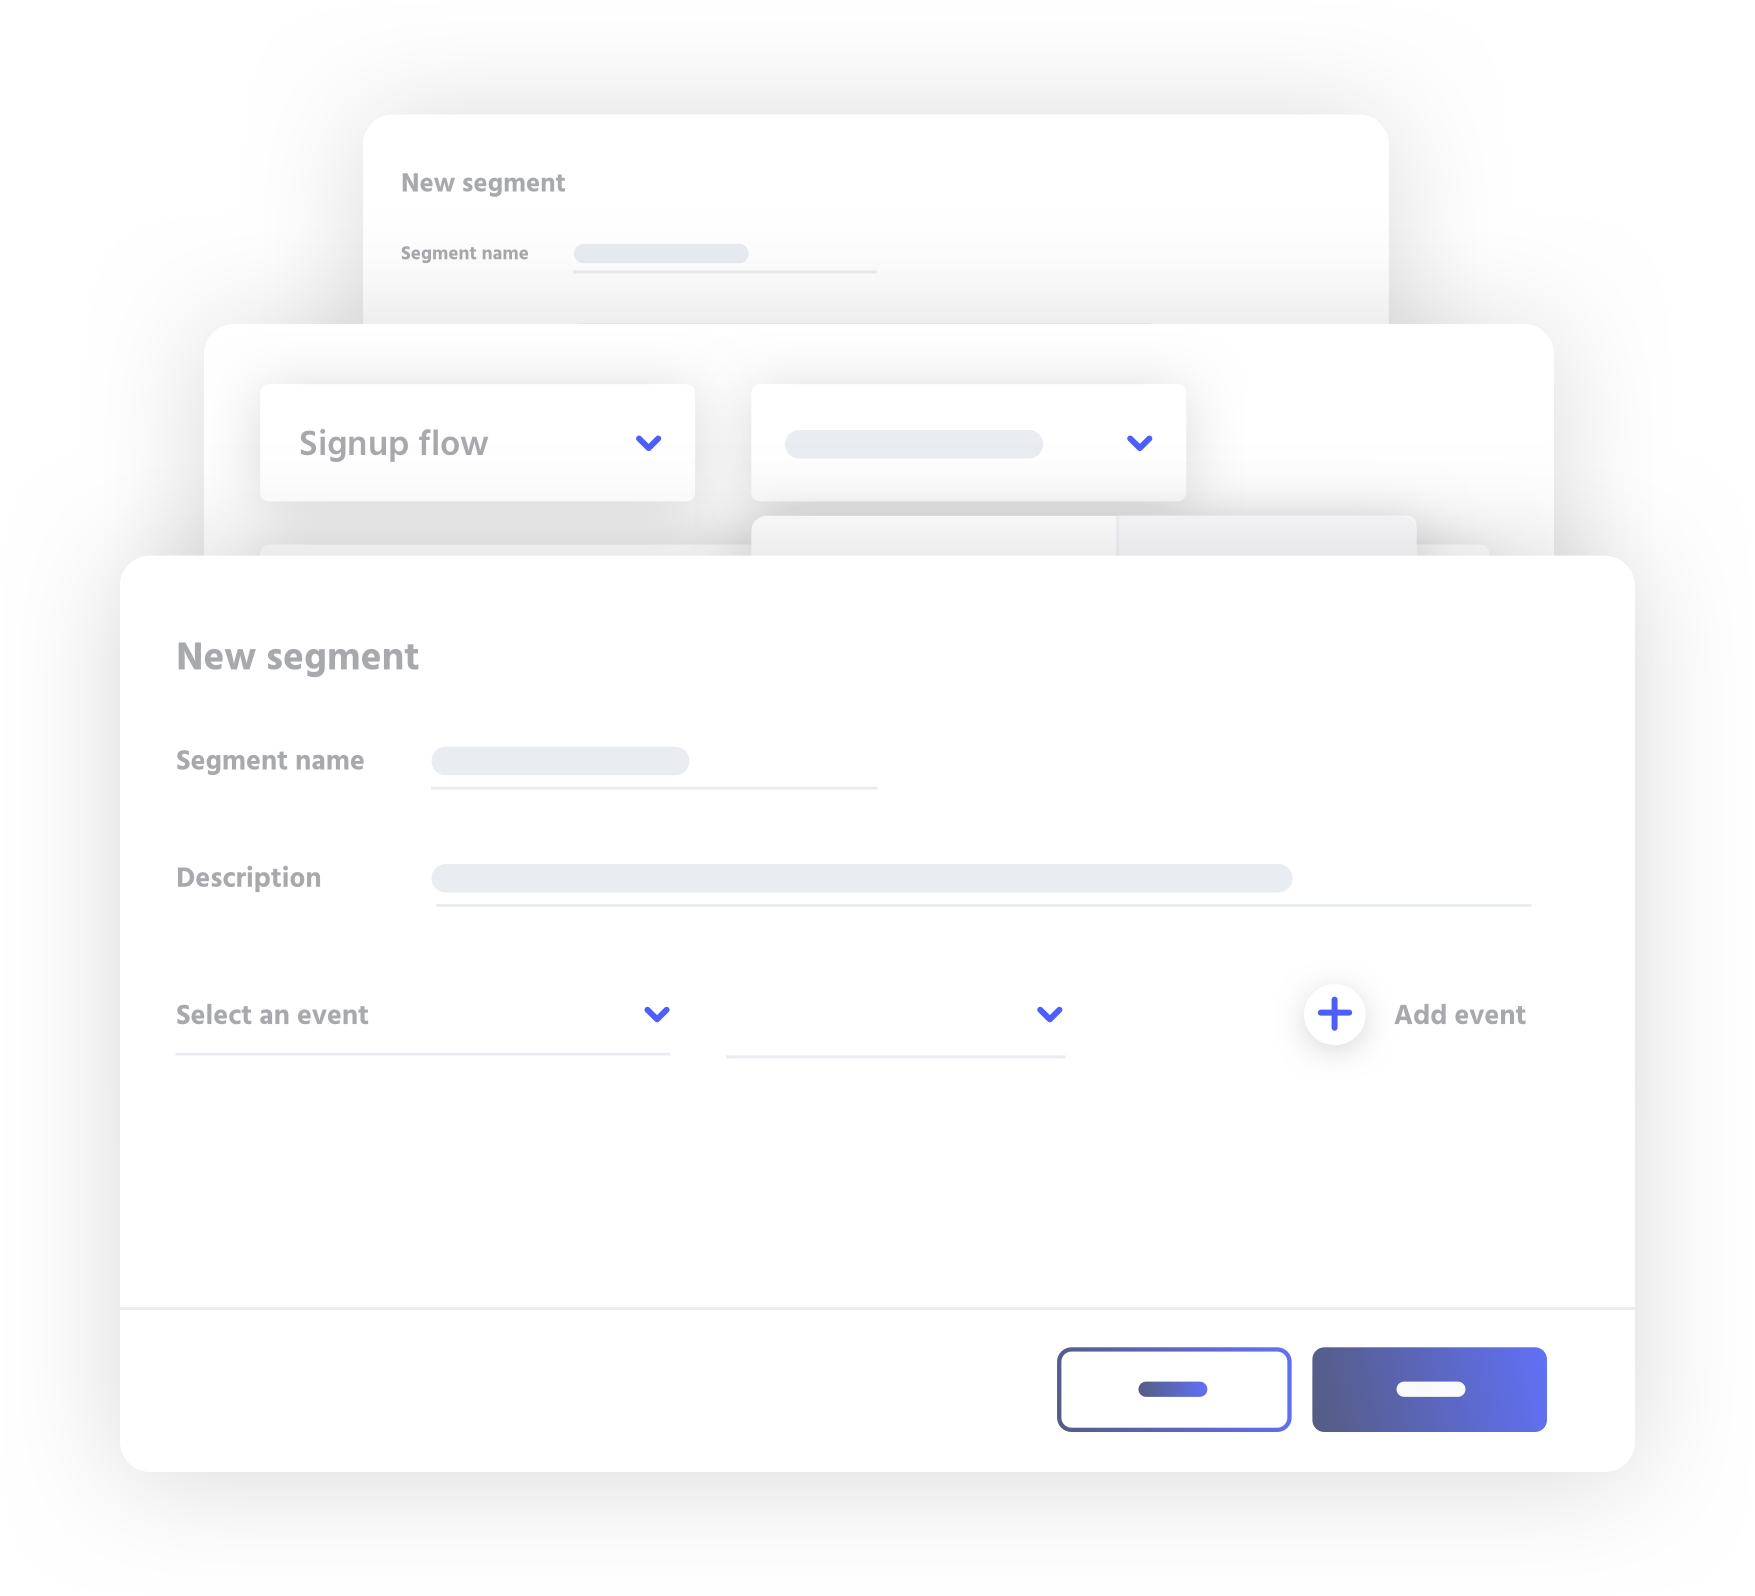 New segment
Segment name
Signup flow
New segment
Segment name
Description
Select an event
Add event